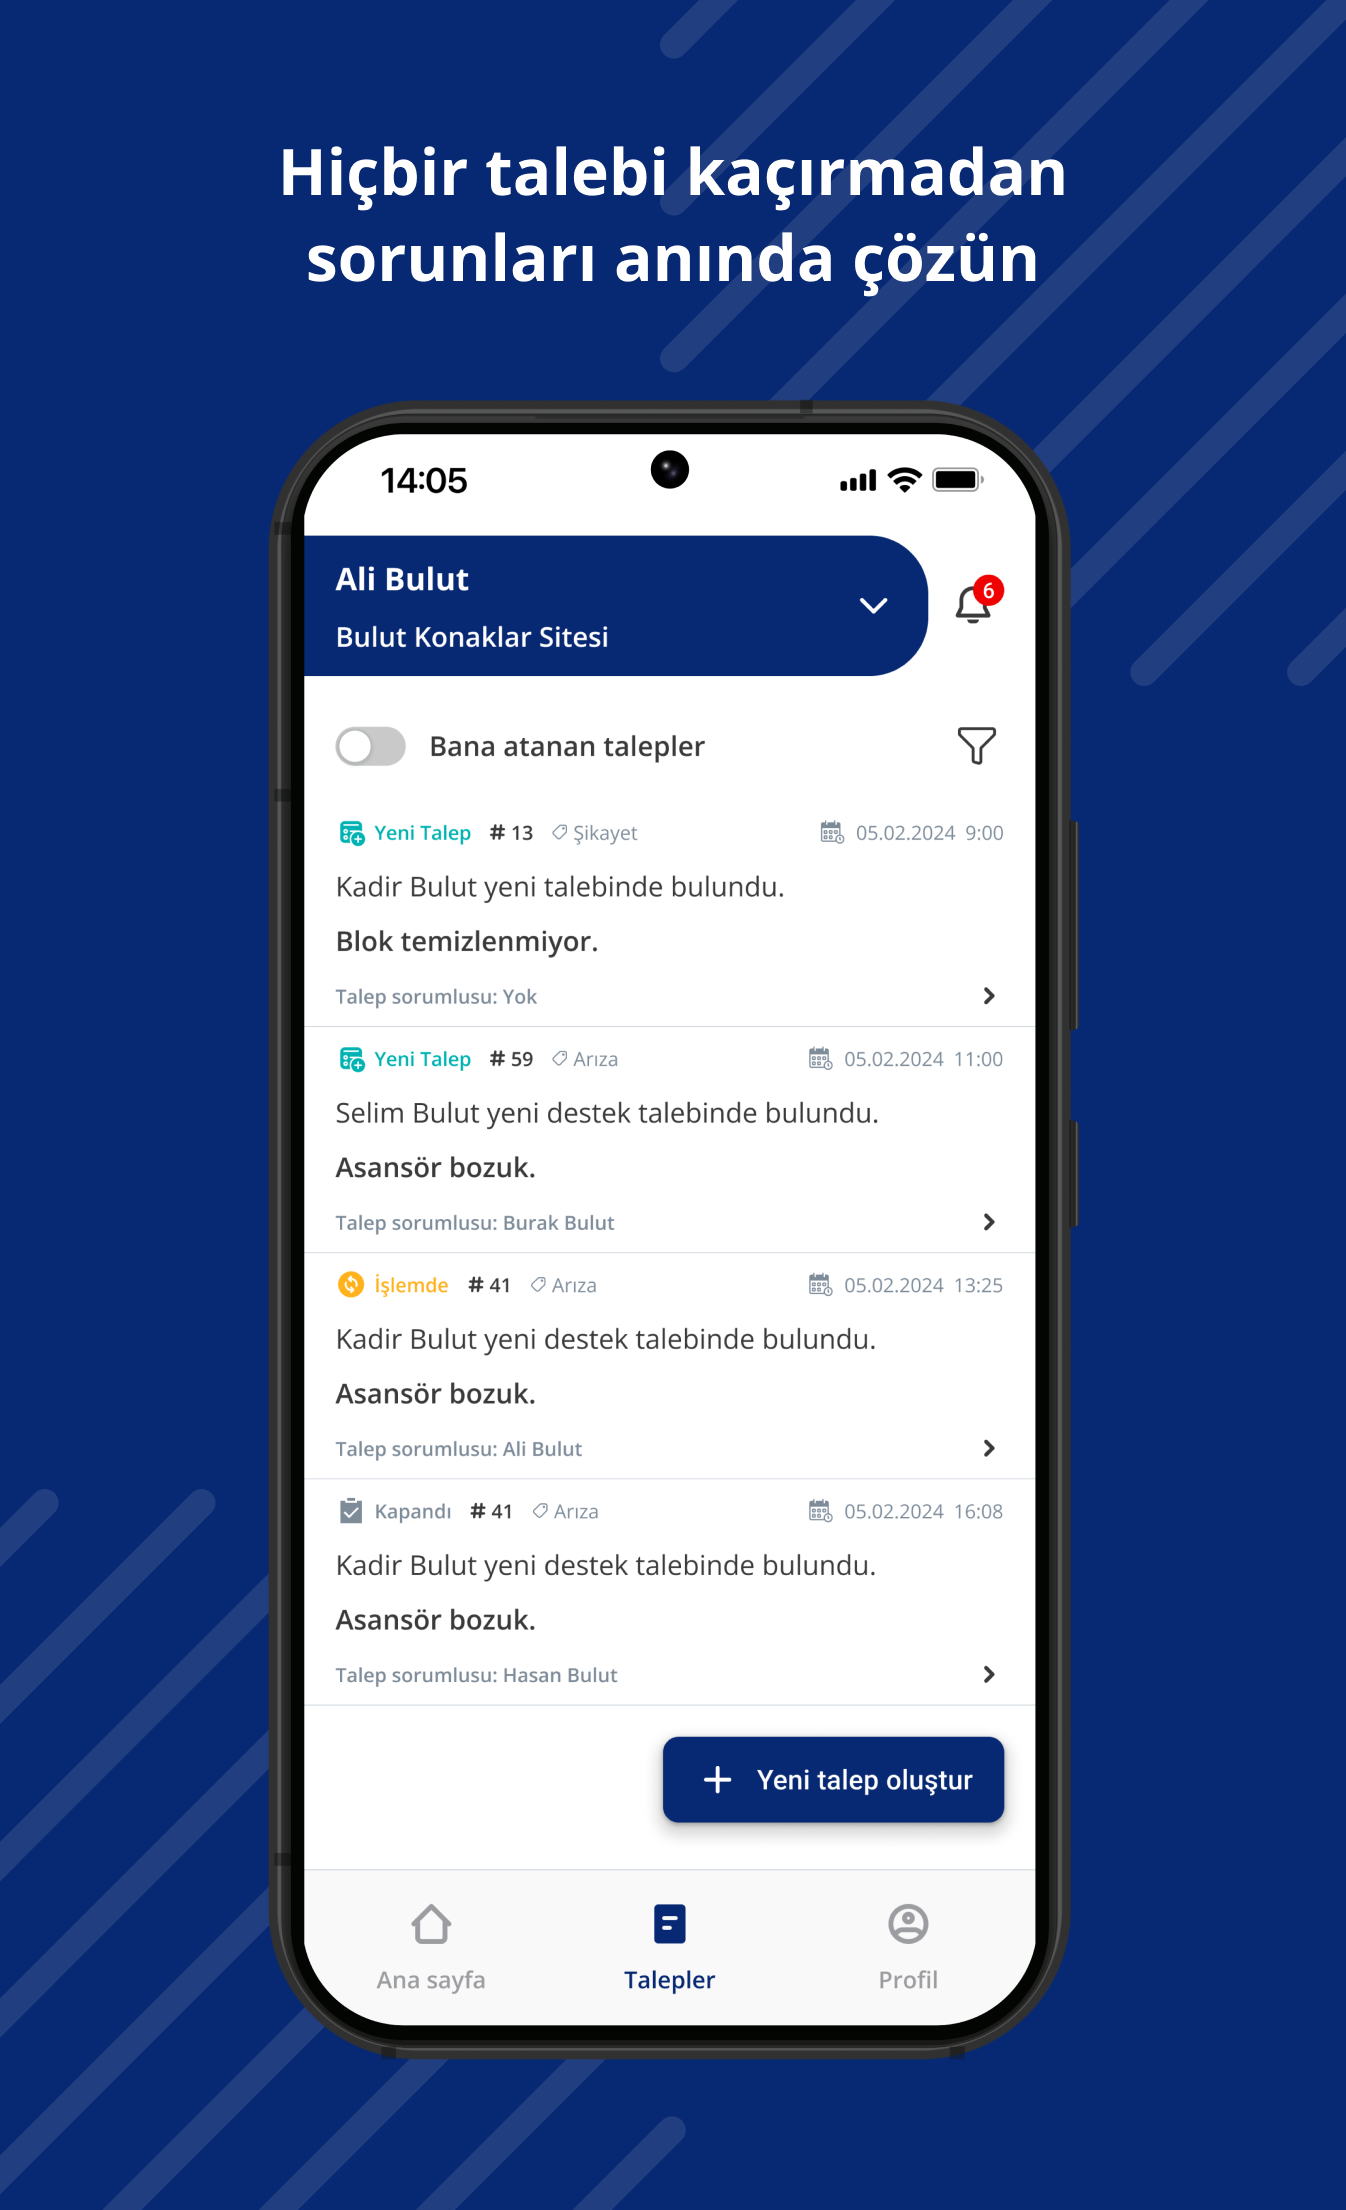 Hiçbir talebi kaçırmadan
sorunları anında çözün
14:05
Ali Bulut
6
Bulut Konaklar Sitesi
Bana atanan talepler
Yeni Talep # 13 Şikayet 05.02.2024 9:00
Kadir Bulut yeni talebinde bulundu.
Blok temizlenmiyor.
Talep sorumlusu: Yok
Yeni Talep # 59 Arıza 05.02.2024 11:00
Selim Bulut yeni destek talebinde bulundu.
Asansör bozuk.
Talep sorumlusu: Burak Bulut
İşlemde # 41 Arıza 05.02.2024 13:25
Kadir Bulut yeni destek talebinde bulundu.
Asansör bozuk.
Talep sorumlusu: Ali Bulut
Kapandı # 41 Arıza 05.02.2024 16:08
Kadir Bulut yeni destek talebinde bulundu.
Asansör bozuk.
Talep sorumlusu: Hasan Bulut
+ Yeni talep oluştur
Ana sayfa Talepler Profil